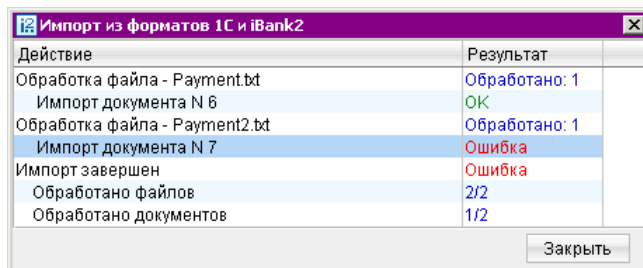 Импорт из форматов 1С и iBank2
Действие Результат
Обработка файла - Payment.txt Обработано: 1
Импорт документа N 6 OK
Обработка файла - Payment2.txt Обработано: 1
Импорт документа N 7 Ошибка
Импорт завершен Ошибка
Обработано файлов 2/2
Обработано документов 1/2
Закрыть